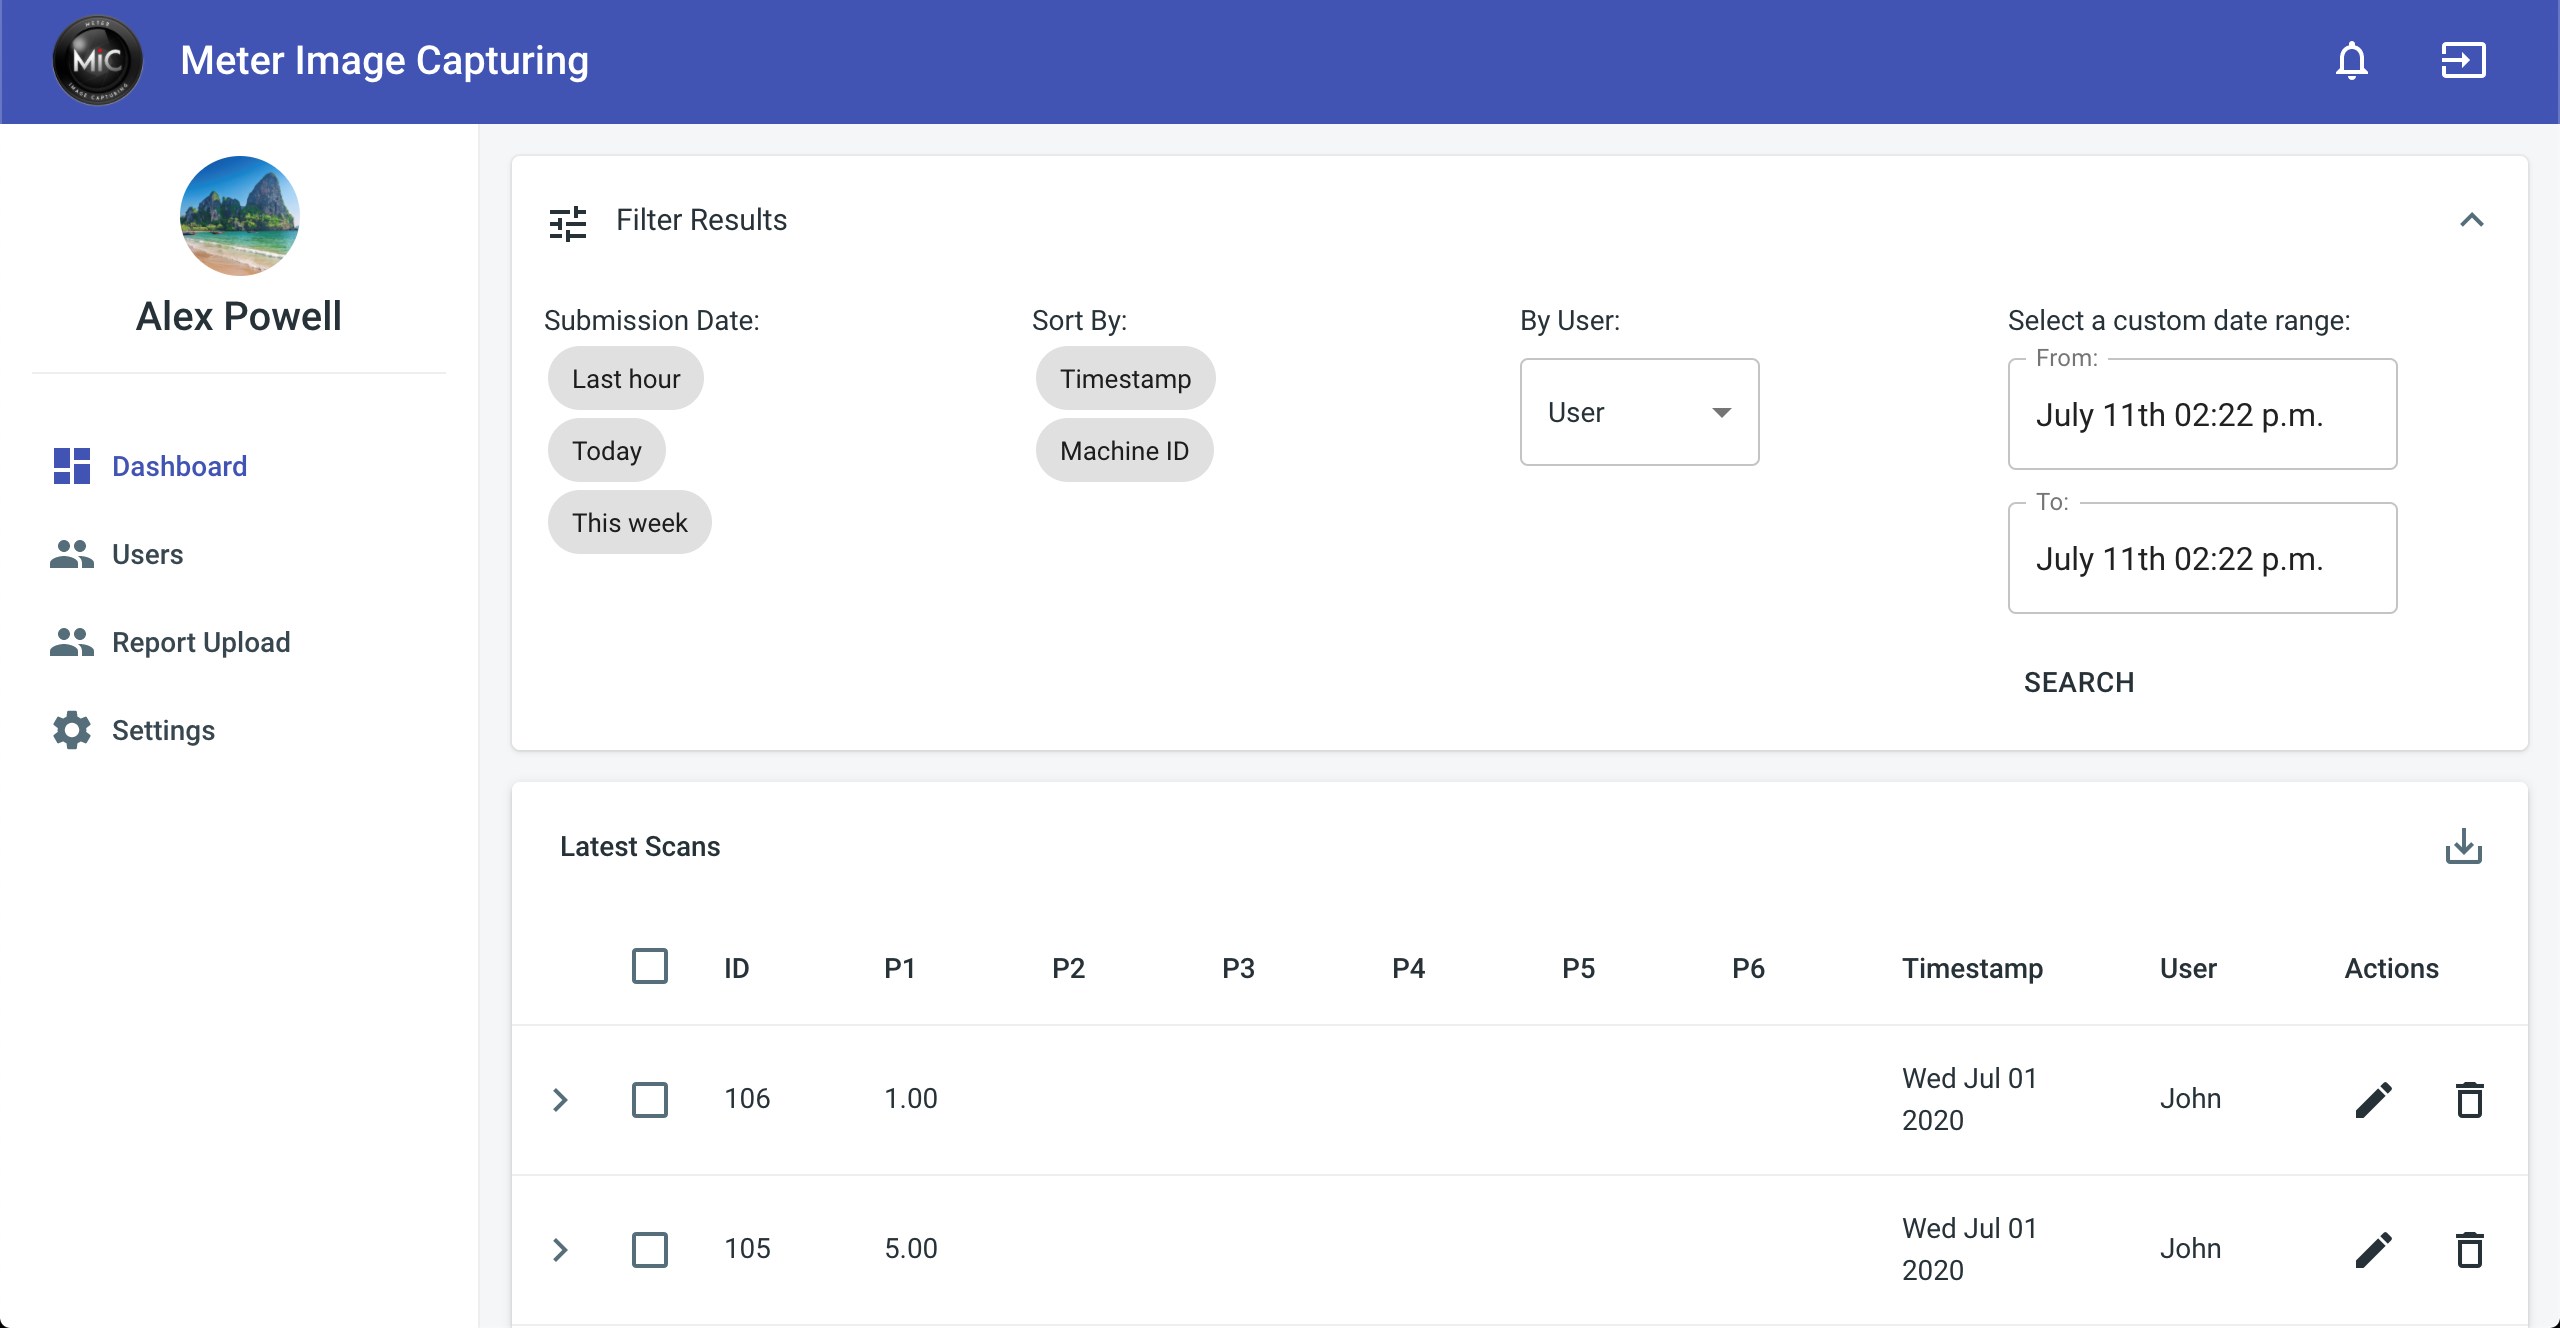 METER
MiC
IMAGE CAPTURING
Meter Image Capturing
Alex Powell
Dashboard
Users
Report Upload
Settings
Filter Results
Submission Date:
Last hour
Today
This week
Sort By:
Timestamp
Machine ID
By User:
User
Select a custom date range:
From:
July 11th 02:22 p.m.
To:
July 11th 02:22 p.m.
SEARCH
Latest Scans
ID P1 P2 P3 P4 P5 P6 Timestamp User Actions
106 1.00 Wed Jul 01 John
2020
105 5.00 Wed Jul 01 John
2020